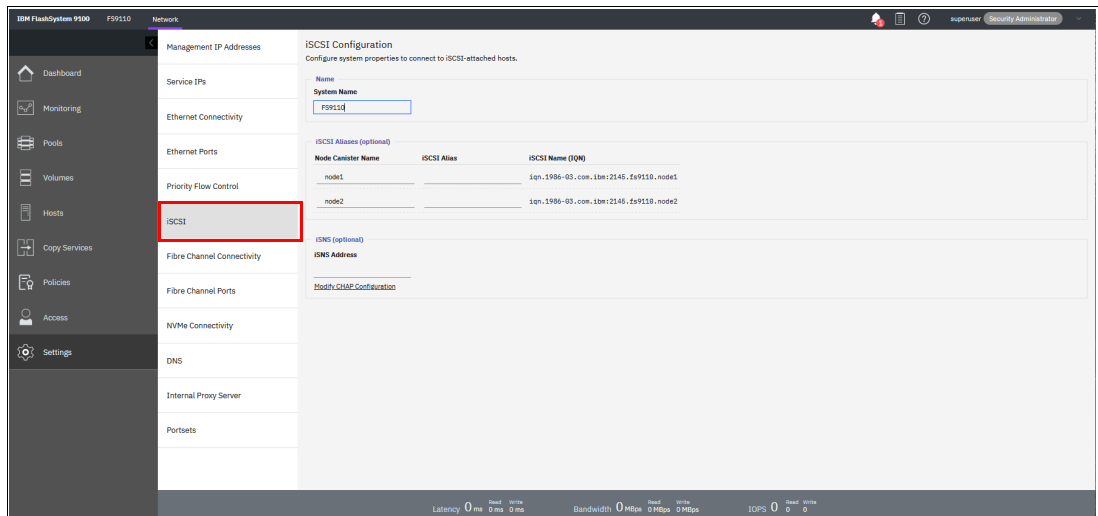 IBM FlashSystem 9100 FS9110 Network superuser Security Administrator
Dashboard
Monitoring
Pools
Volumes
Hosts
Copy Services
Policies
Access
Settings
Management IP Addresses
Service IPs
Ethernet Connectivity
Ethernet Ports
Priority Flow Control
iSCSI
Fibre Channel Connectivity
Fibre Channel Ports
NVMe Connectivity
DNS
Internal Proxy Server
Portsets
iSCSI Configuration
Configure system properties to connect to iSCSI-attached hosts.
Name
System Name
FS9110
iSCSI Aliases (optional)
Node Canister Name iSCSI Alias iSCSI Name (IQN)
node1 iqn.1986-03.com.ibm:2145.fs9110.node1
node2 iqn.1986-03.com.ibm:2145.fs9110.node2
iSNS (optional)
iSNS Address
Modify CHAP Configuration
Read Write Read Write Read Write
Latency 0 ms 0 ms 0 ms Bandwidth 0 MBps 0 MBps 0 MBps IOPS 0 0 0